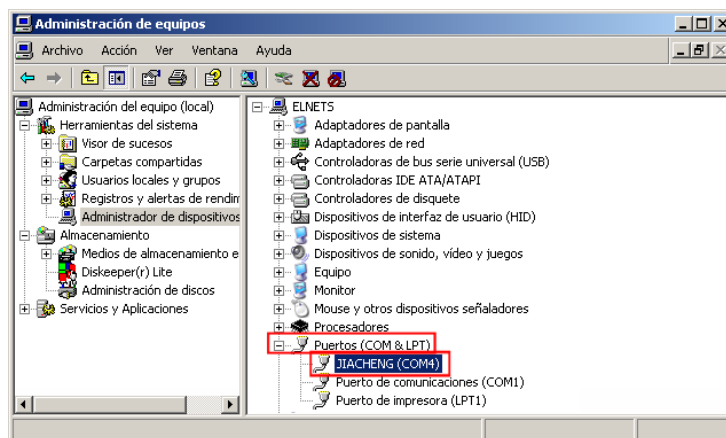 Administración de equipos
Archivo Acción Ver Ventana Ayuda
Administración del equipo (local)
Herramientas del sistema
Visor de sucesos
Carpetas compartidas
Usuarios locales y grupos
Registros y alertas de rendim
Administrador de dispositivos
Almacenamiento
Medios de almacenamiento e
Diskeeper(r) Lite
Administración de discos
Servicios y Aplicaciones
ELNETS
Adaptadores de pantalla
Adaptadores de red
Controladoras de bus serie universal (USB)
Controladoras IDE ATA/ATAPI
Controladores de disquete
Dispositivos de interfaz de usuario (HID)
Dispositivos de sistema
Dispositivos de sonido, vídeo y juegos
Equipo
Monitor
Mouse y otros dispositivos señaladores
Procesadores
Puertos (COM & LPT)
JIACHENG (COM4)
Puerto de comunicaciones (COM1)
Puerto de impresora (LPT1)